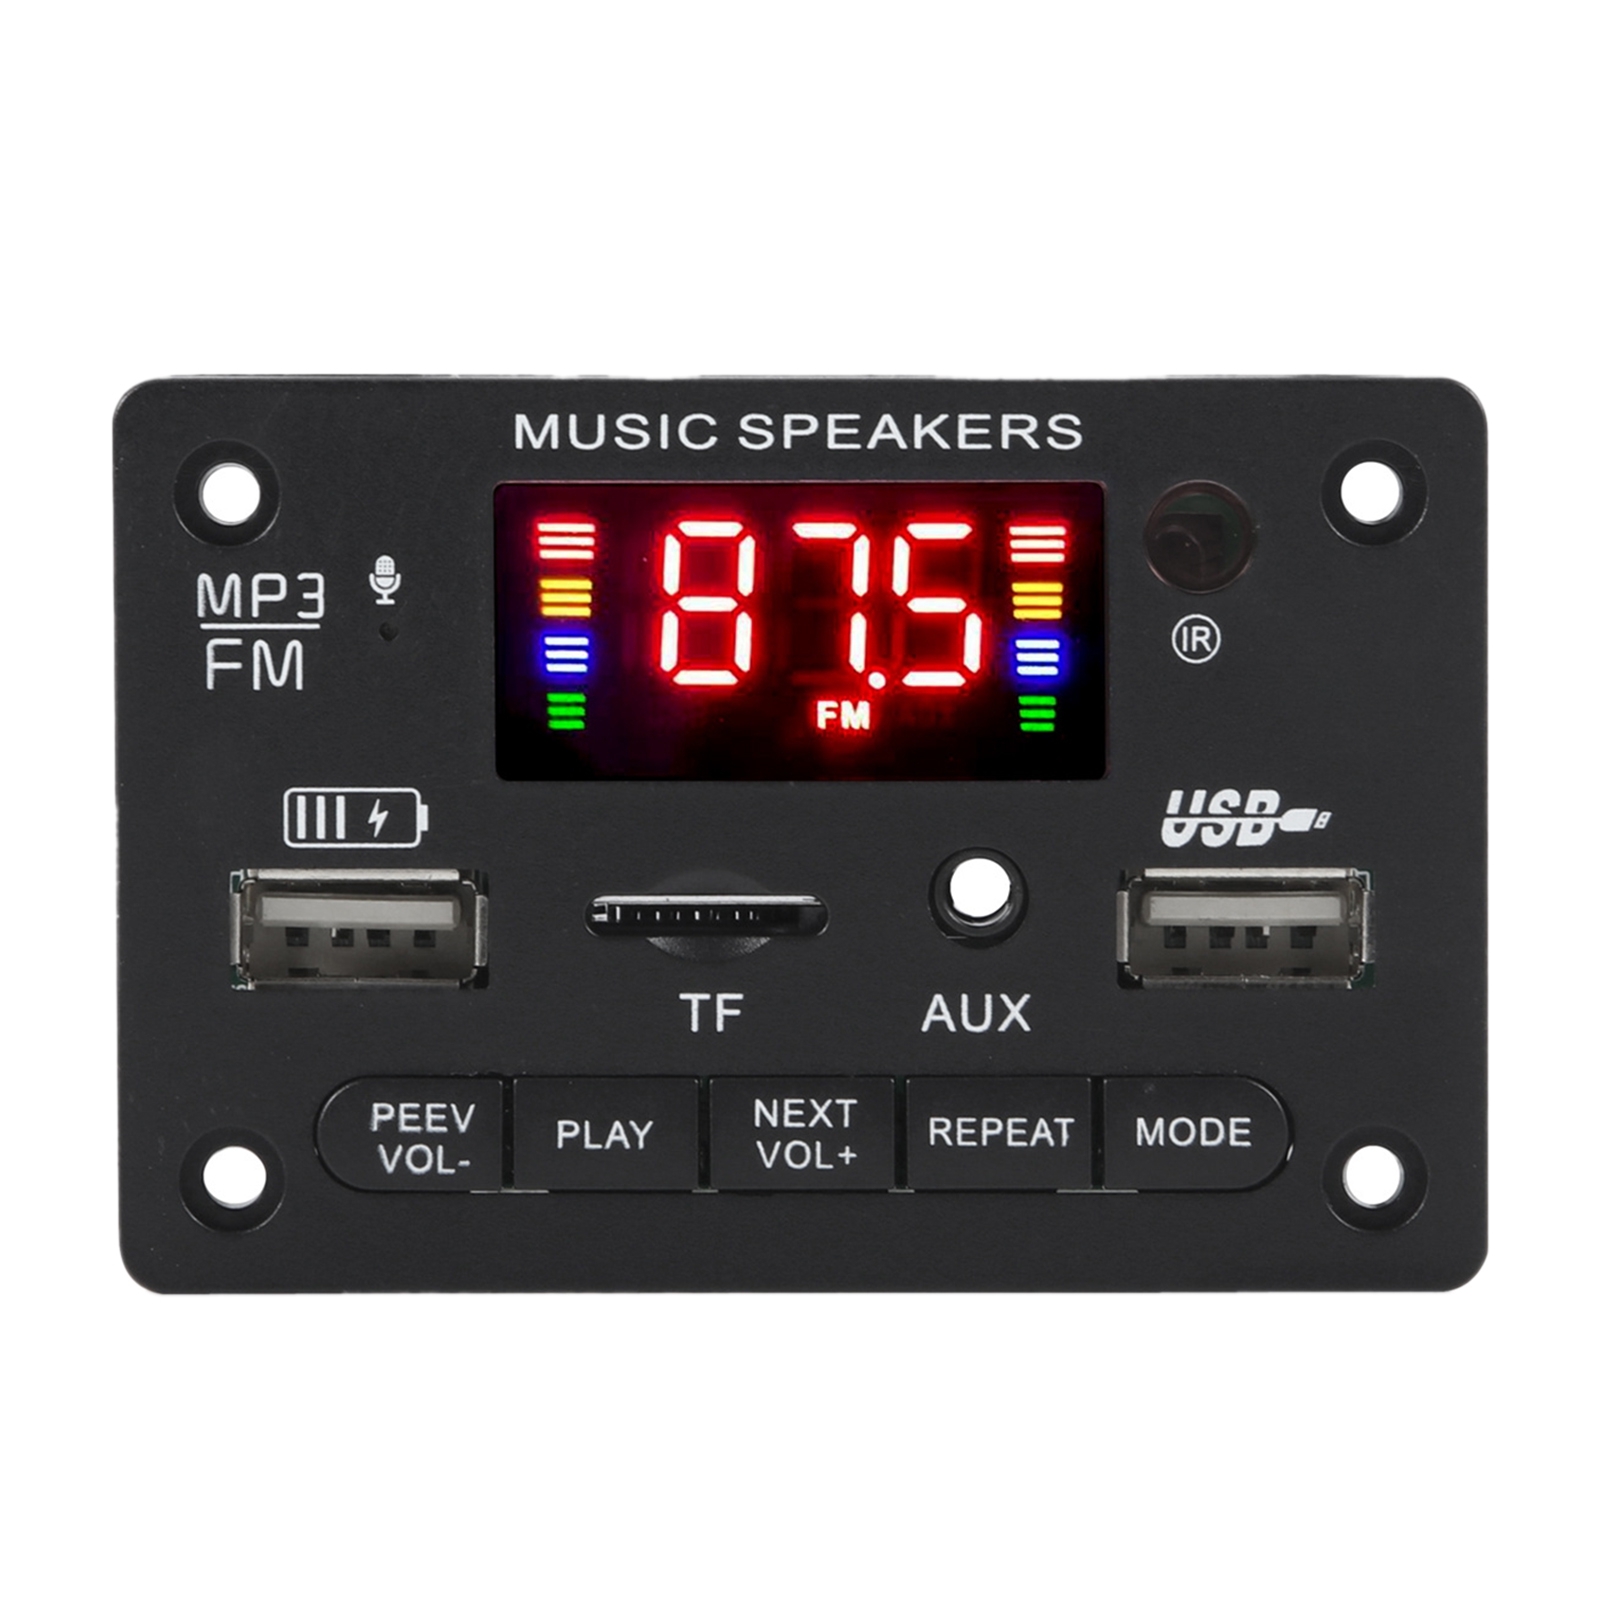 MUSIC SPEAKERS
87.5
FM
MP3
FM
IR
USB
TF
AUX
PEEV
VOL-
PLAY
NEXT
VOL+
REPEAT
MODE